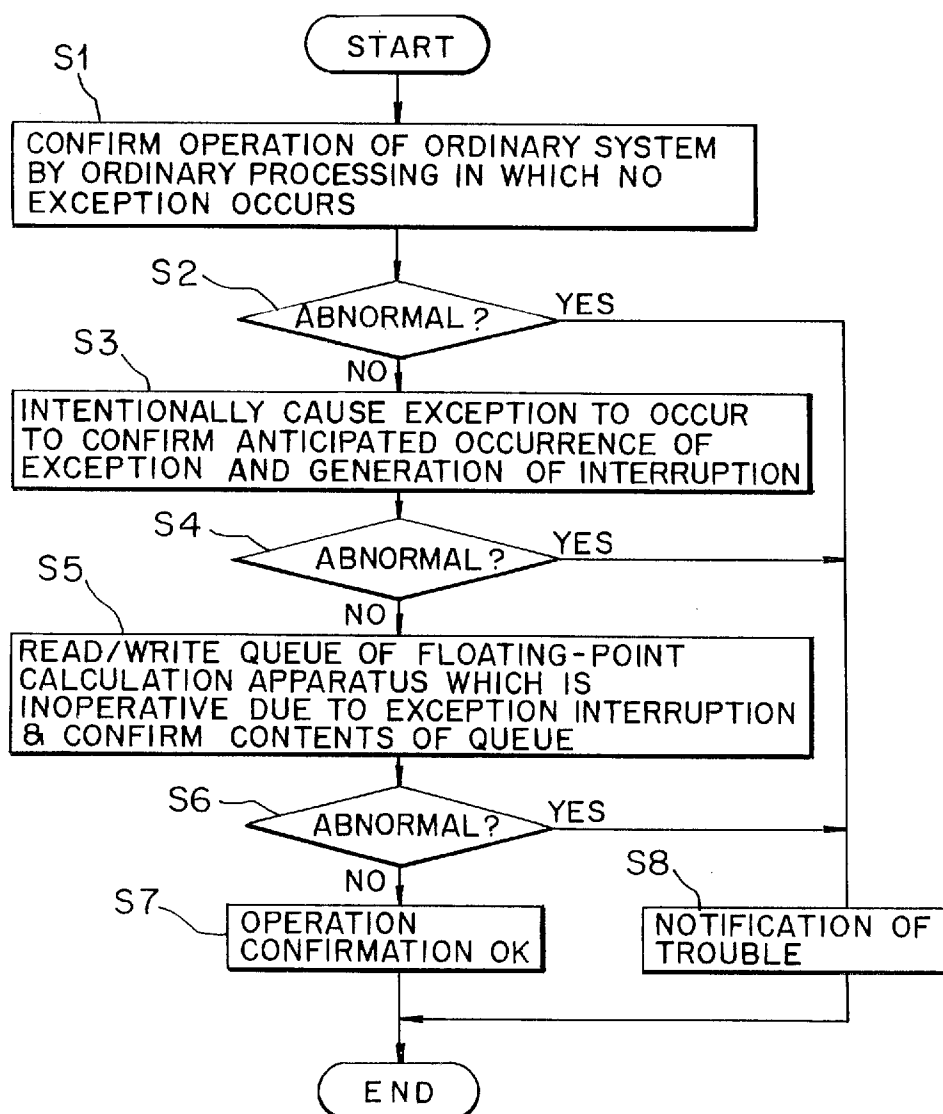 START
S1
CONFIRM OPERATION OF ORDINARY SYSTEM
BY ORDINARY PROCESSING IN WHICH NO
EXCEPTION OCCURS
S2
ABNORMAL?
YES
NO
S3
INTENTIONALLY CAUSE EXCEPTION TO OCCUR
TO CONFIRM ANTICIPATED OCCURRENCE OF
EXCEPTION AND GENERATION OF INTERRUPTION
S4
ABNORMAL?
YES
NO
S5
READ/WRITE QUEUE OF FLOATING-POINT
CALCULATION APPARATUS WHICH IS
INOPERATIVE DUE TO EXCEPTION INTERRUPTION
& CONFIRM CONTENTS OF QUEUE
S6
ABNORMAL?
YES
NO
S7
OPERATION
CONFIRMATION OK
S8
NOTIFICATION OF
TROUBLE
END